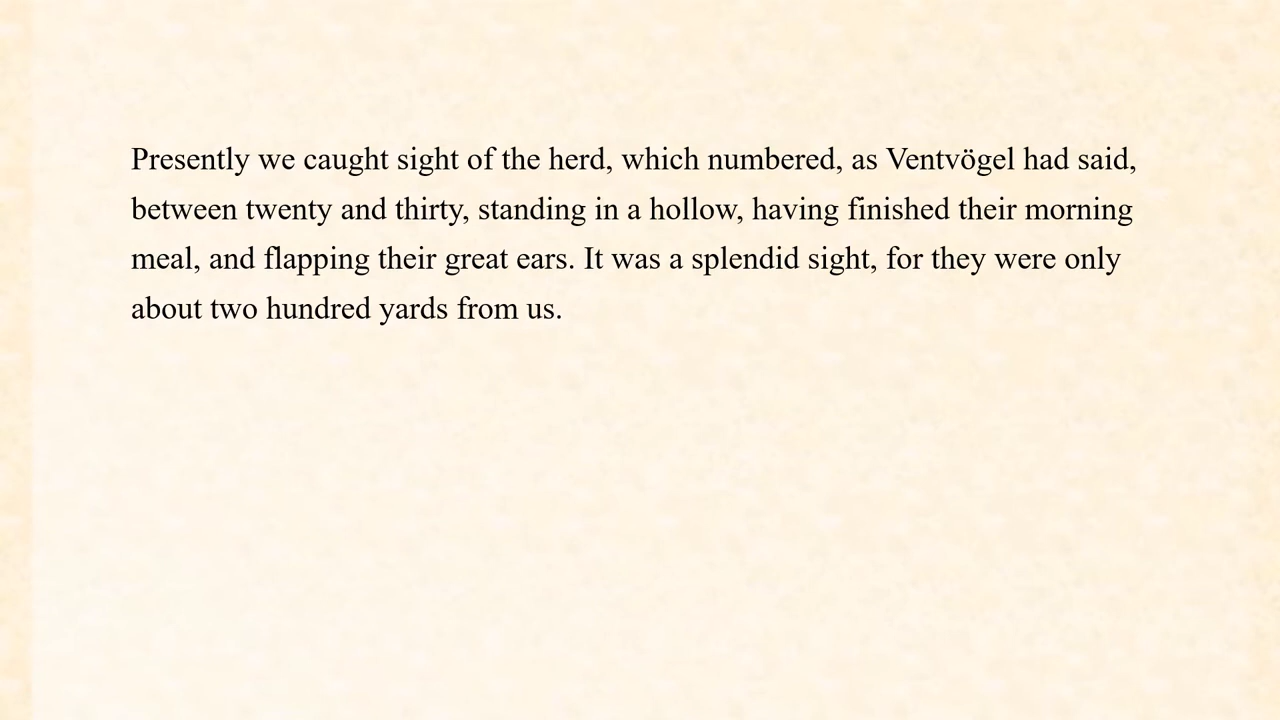 Presently we caught sight of the herd, which numbered, as Ventvögel had said,
between twenty and thirty, standing in a hollow, having finished their morning
meal, and flapping their great ears. It was a splendid sight, for they were only
about two hundred yards from us.